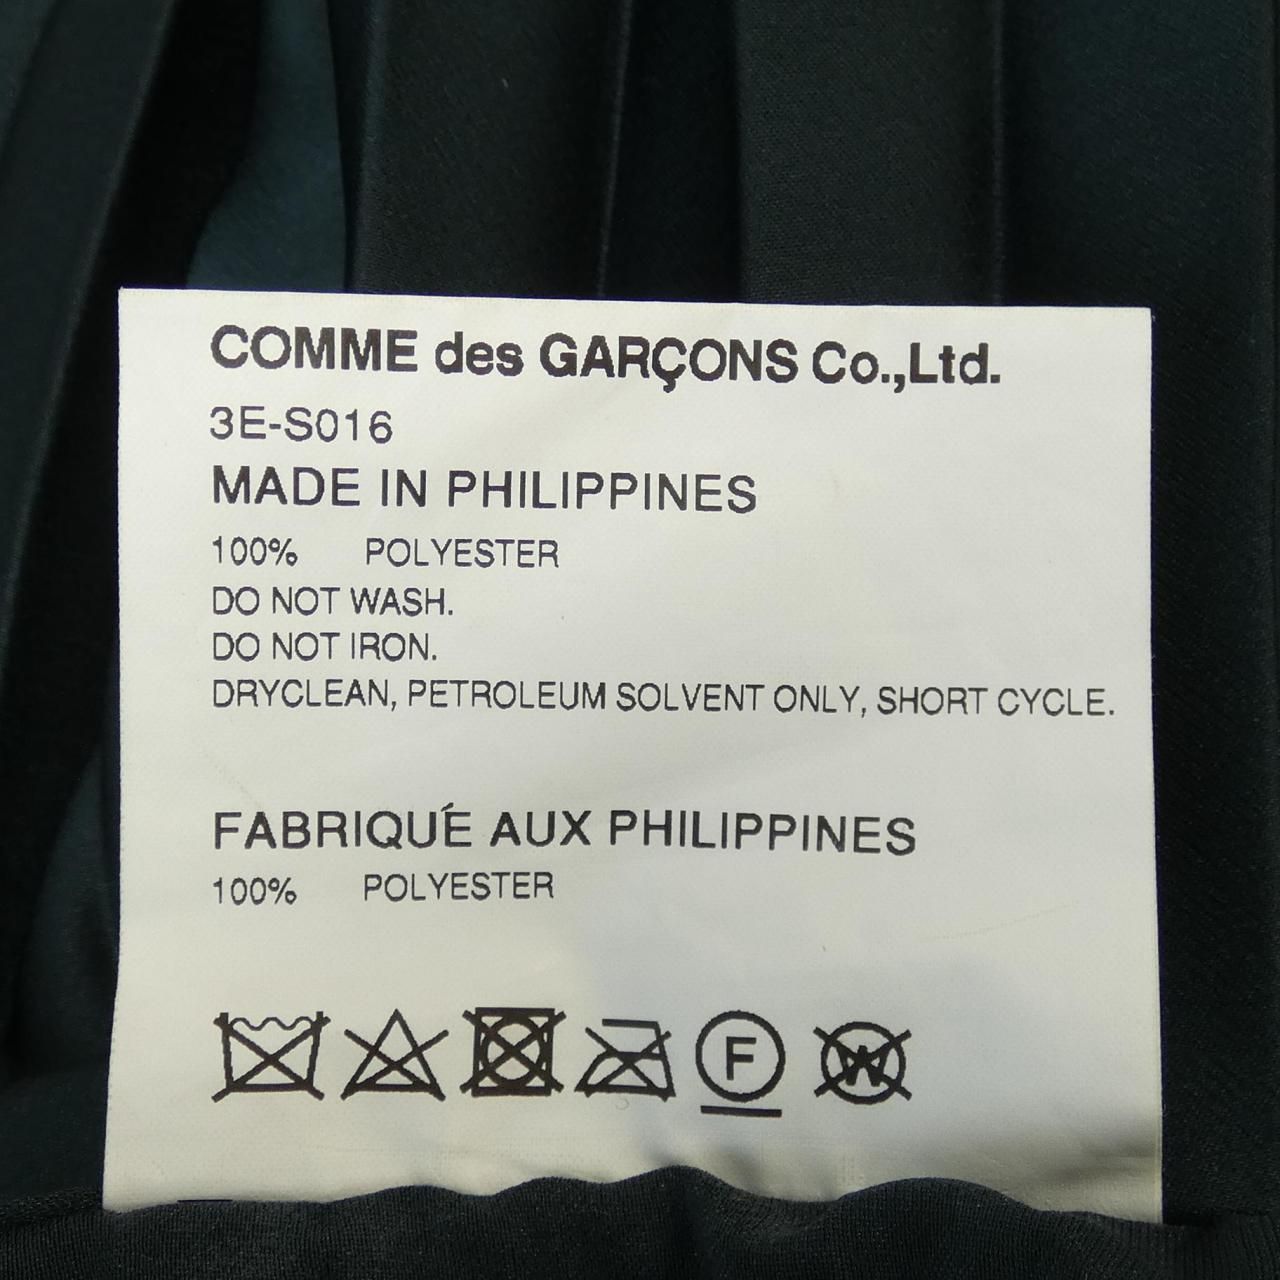 COMME des GARÇONS Co.,Ltd.
3E-S016
MADE IN PHILIPPINES
100% POLYESTER
DO NOT WASH.
DO NOT IRON.
DRYCLEAN, PETROLEUM SOLVENT ONLY, SHORT CYCLE.
FABRIQUÉ AUX PHILIPPINES
100% POLYESTER
F W